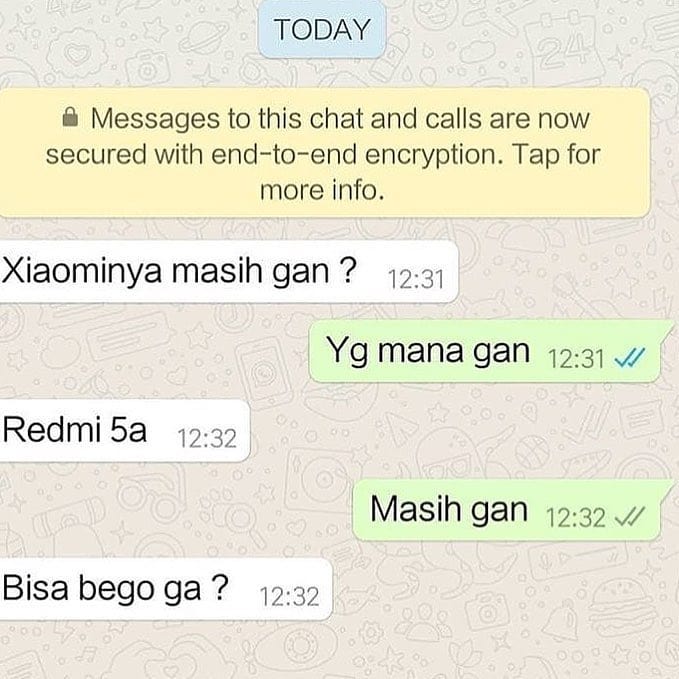 TODAY
Messages to this chat and calls are now
secured with end-to-end encryption. Tap for
more info.
Xiaominya masih gan ? 12:31
Yg mana gan 12:31
Redmi 5a 12:32
Masih gan 12:32
Bisa bego ga ? 12:32